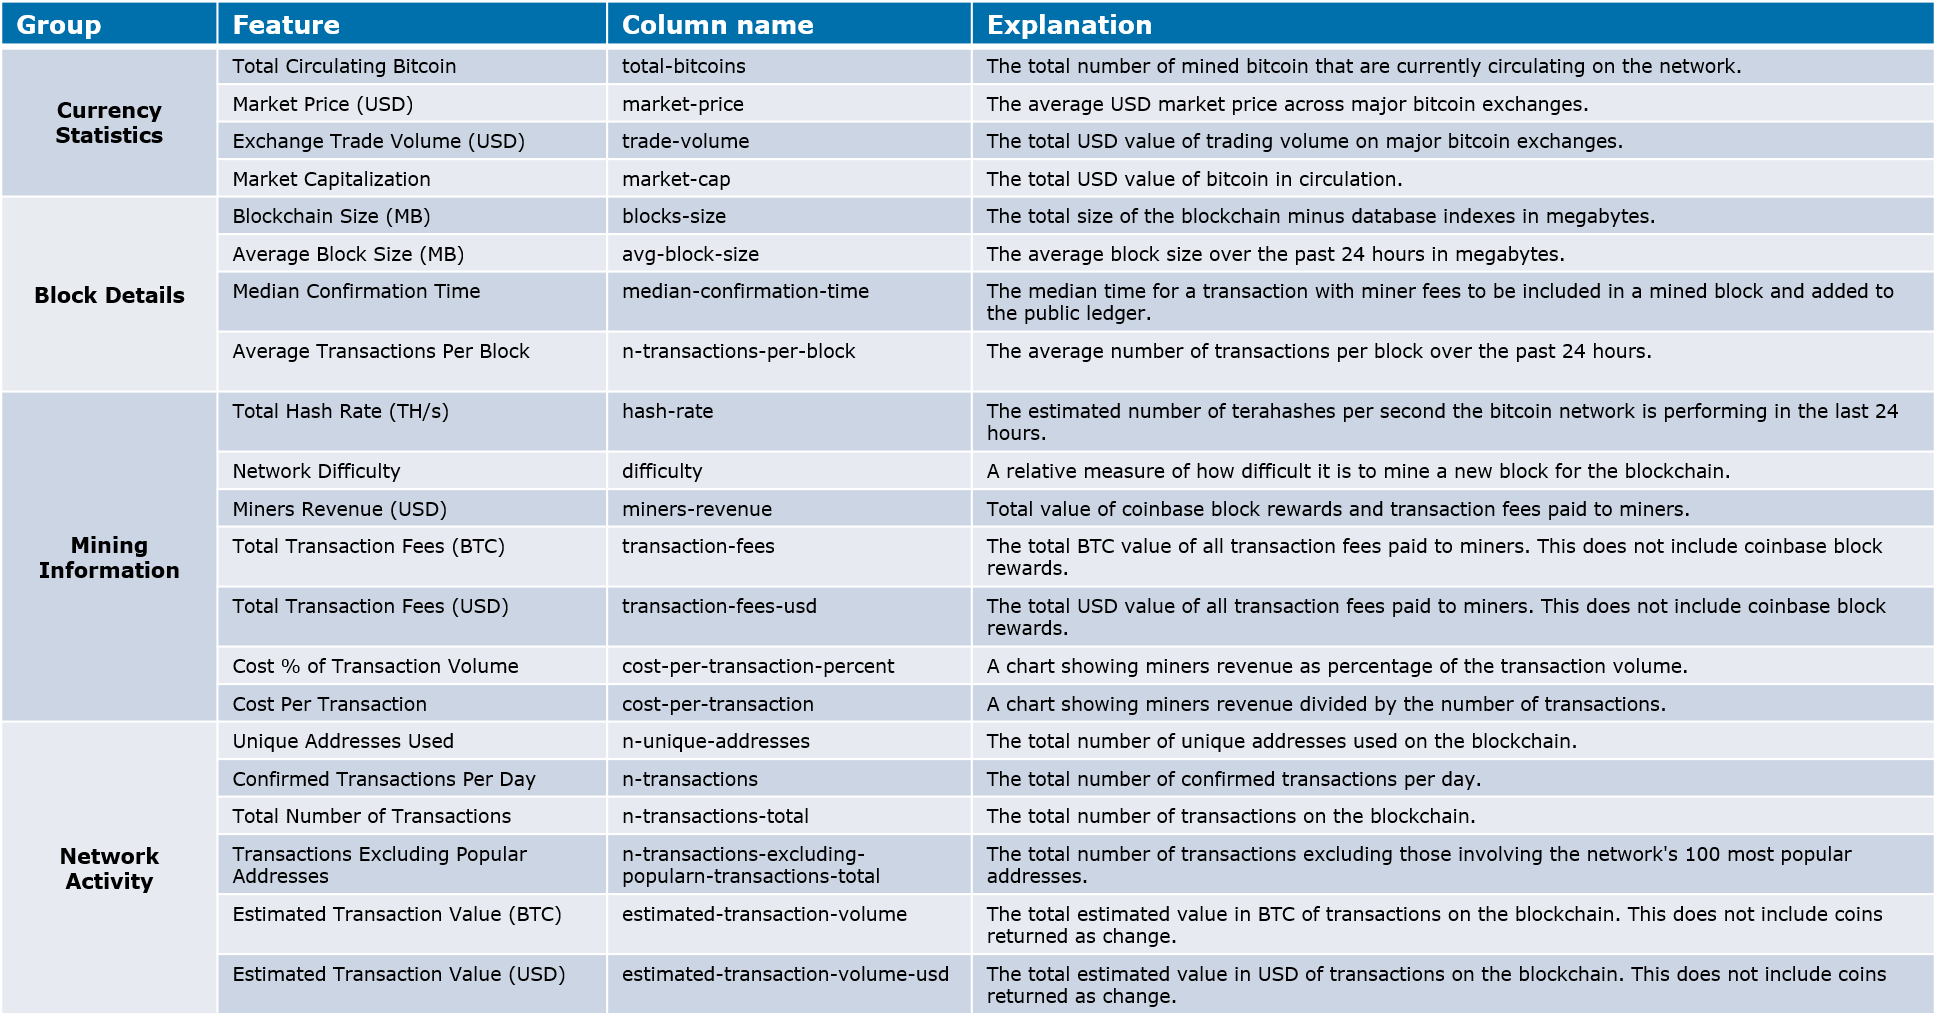 Group Feature Column name Explanation
Currency
Statistics
Total Circulating Bitcoin total-bitcoins The total number of mined bitcoin that are currently circulating on the network.
Market Price (USD) market-price The average USD market price across major bitcoin exchanges.
Exchange Trade Volume (USD) trade-volume The total USD value of trading volume on major bitcoin exchanges.
Market Capitalization market-cap The total USD value of bitcoin in circulation.
Block Details
Blockchain Size (MB) blocks-size The total size of the blockchain minus database indexes in megabytes.
Average Block Size (MB) avg-block-size The average block size over the past 24 hours in megabytes.
Median Confirmation Time median-confirmation-time The median time for a transaction with miner fees to be included in a mined block and added to
the public ledger.
Average Transactions Per Block n-transactions-per-block The average number of transactions per block over the past 24 hours.
Mining
Information
Total Hash Rate (TH/s) hash-rate The estimated number of terahashes per second the bitcoin network is performing in the last 24
hours.
Network Difficulty difficulty A relative measure of how difficult it is to mine a new block for the blockchain.
Miners Revenue (USD) miners-revenue Total value of coinbase block rewards and transaction fees paid to miners.
Total Transaction Fees (BTC) transaction-fees The total BTC value of all transaction fees paid to miners. This does not include coinbase block
rewards.
Total Transaction Fees (USD) transaction-fees-usd The total USD value of all transaction fees paid to miners. This does not include coinbase block
rewards.
Cost % of Transaction Volume cost-per-transaction-percent A chart showing miners revenue as percentage of the transaction volume.
Cost Per Transaction cost-per-transaction A chart showing miners revenue divided by the number of transactions.
Network
Activity
Unique Addresses Used n-unique-addresses The total number of unique addresses used on the blockchain.
Confirmed Transactions Per Day n-transactions The total number of confirmed transactions per day.
Total Number of Transactions n-transactions-total The total number of transactions on the blockchain.
Transactions Excluding Popular n-transactions-excluding- The total number of transactions excluding those involving the network's 100 most popular
Addresses popularn-transactions-total addresses.
Estimated Transaction Value (BTC) estimated-transaction-volume The total estimated value in BTC of transactions on the blockchain. This does not include coins
returned as change.
Estimated Transaction Value (USD) estimated-transaction-volume-usd The total estimated value in USD of transactions on the blockchain. This does not include coins
returned as change.